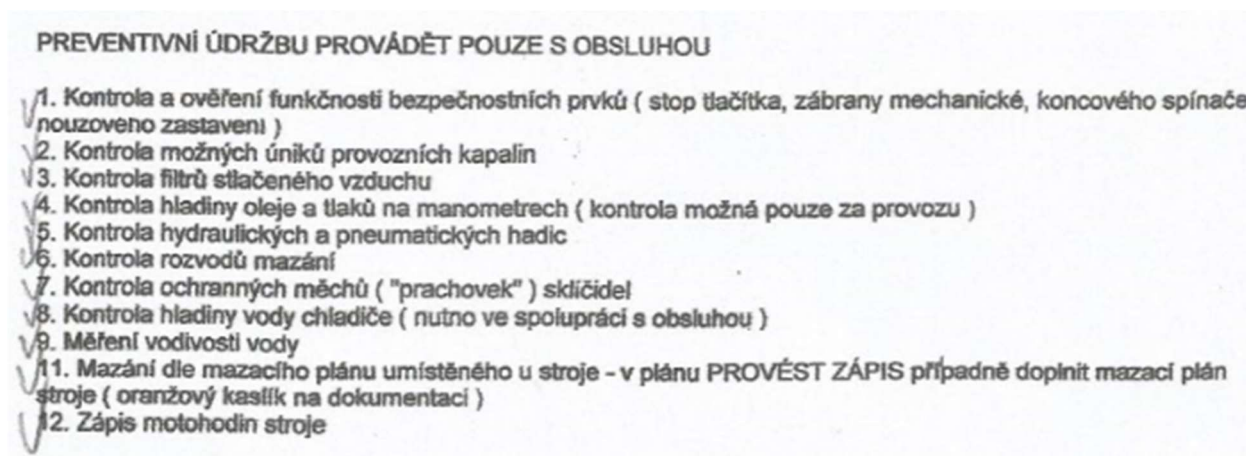 PREVENTIVNÍ ÚDRŽBU PROVÁDĚT POUZE S OBSLUHOU
1. Kontrola a ověření funkčnosti bezpečnostních prvků ( stop tlačítka, zábrany mechanické, koncového spínače
nouzového zastavení )
2. Kontrola možných úniků provozních kapalin
3. Kontrola filtrů stlačeného vzduchu
4. Kontrola hladiny oleje a tlaků na manometrech ( kontrola možná pouze za provozu )
5. Kontrola hydraulických a pneumatických hadic
6. Kontrola rozvodů mazání
7. Kontrola ochranných měchů ( "prachovek" ) sklíčidel
8. Kontrola hladiny vody chladiče ( nutno ve spolupráci s obsluhou )
9. Měření vodivosti vody
11. Mazání dle mazacího plánu umístěného u stroje - v plánu PROVÉST ZÁPIS případně doplnit mazací plán
stroje ( oranžový kaslík na dokumentaci )
12. Zápis motohodin stroje